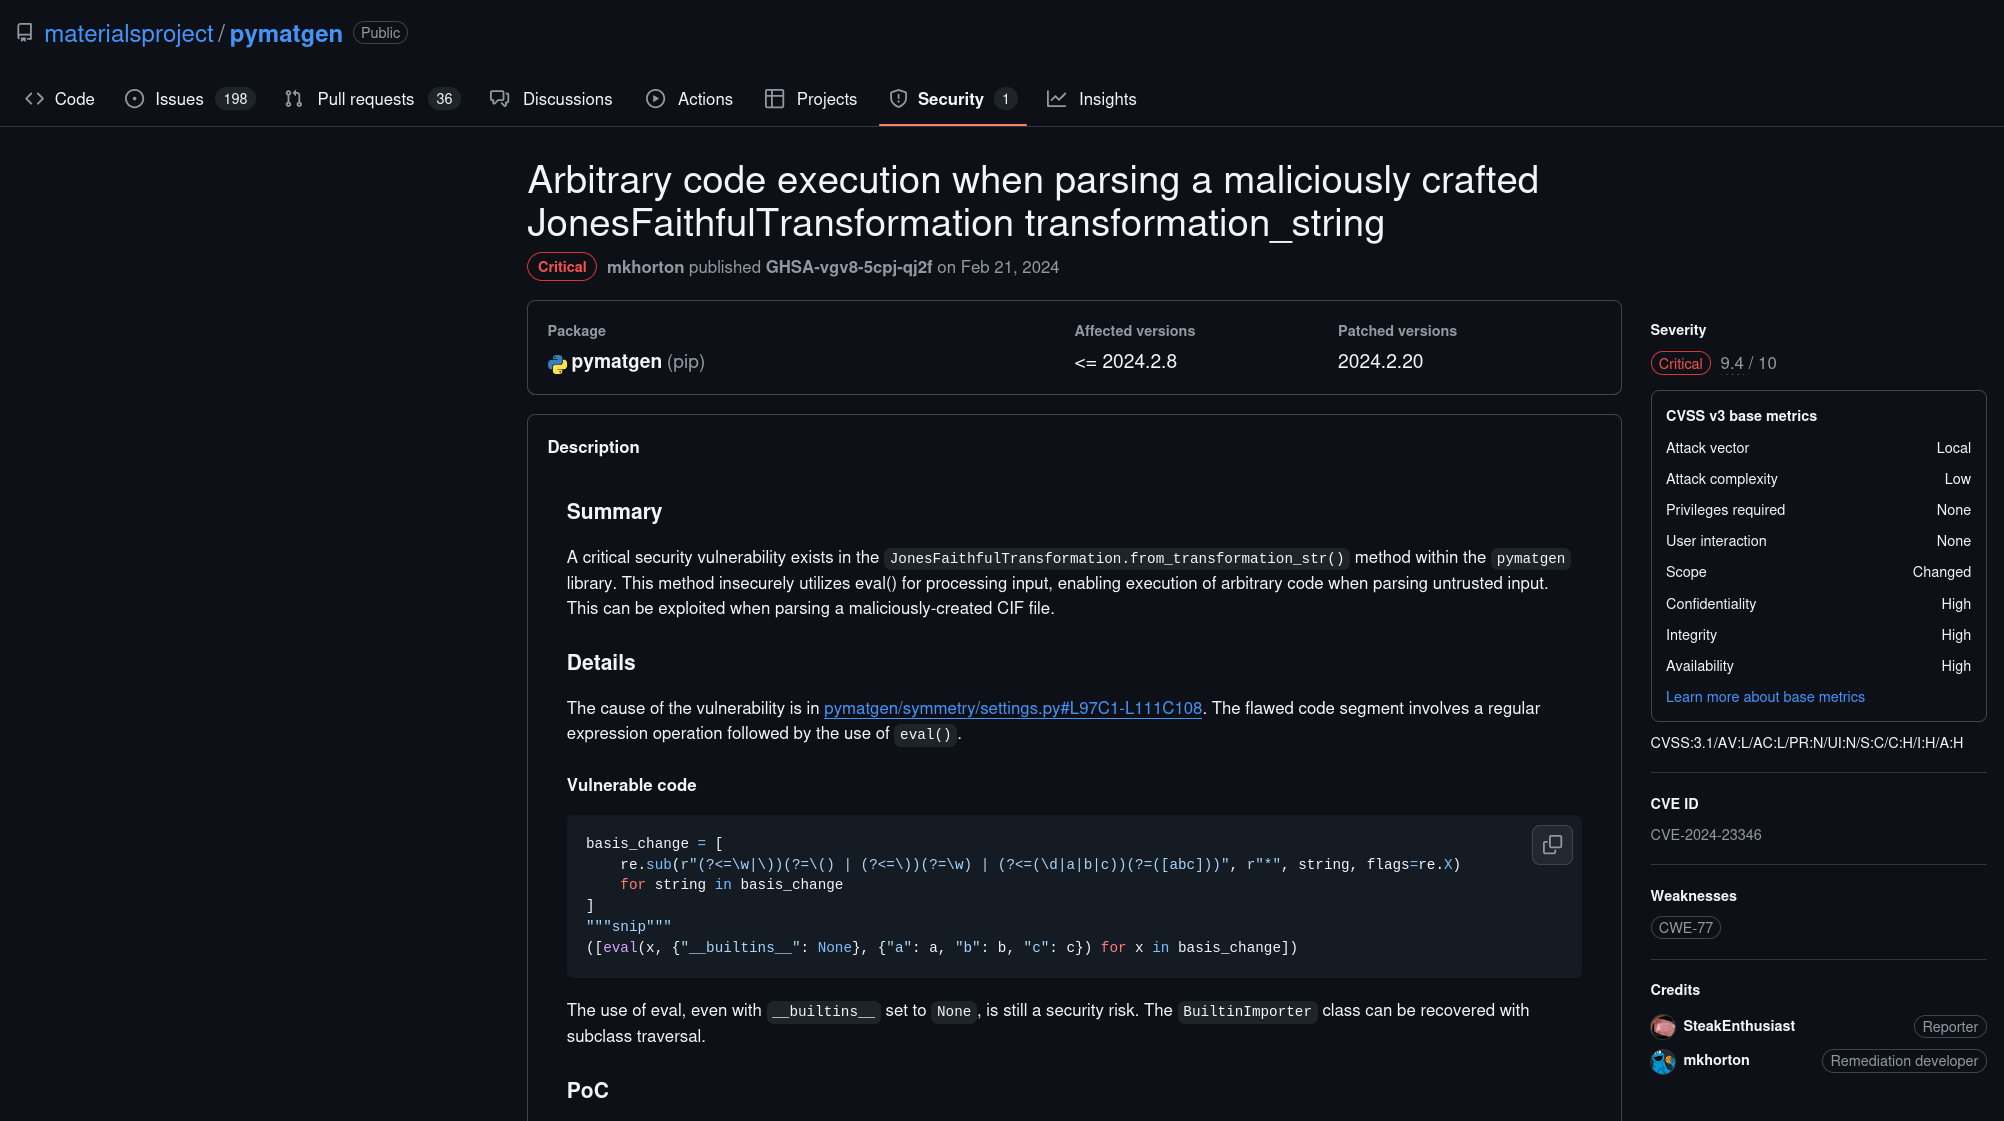 materialsproject / pymatgen Public
Code Issues 198 Pull requests 36 Discussions Actions Projects Security 1 Insights
Arbitrary code execution when parsing a maliciously crafted
JonesFaithfulTransformation transformation_string
Critical mkhorton published GHSA-vgv8-5cpj-qj2f on Feb 21, 2024
Package
pymatgen (pip)
Affected versions
<= 2024.2.8
Patched versions
2024.2.20
Description
Summary
A critical security vulnerability exists in the JonesFaithfulTransformation.from_transformation_str() method within the pymatgen
library. This method insecurely utilizes eval() for processing input, enabling execution of arbitrary code when parsing untrusted input.
This can be exploited when parsing a maliciously-created CIF file.
Details
The cause of the vulnerability is in pymatgen/symmetry/settings.py#L97C1-L111C108. The flawed code segment involves a regular
expression operation followed by the use of eval().
Vulnerable code
basis_change = [
    re.sub(r"(?<=\w|\))(?=\() | (?<=\))(?=\w) | (?<=(\d|a|b|c))(?=([abc]))", r"*", string, flags=re.X)
    for string in basis_change
]
"""snip"""
([eval(x, {"__builtins__": None}, {"a": a, "b": b, "c": c}) for x in basis_change])
The use of eval, even with __builtins__ set to None, is still a security risk. The BuiltinImporter class can be recovered with
subclass traversal.
PoC
Severity
Critical 9.4 / 10
CVSS v3 base metrics
Attack vector Local
Attack complexity Low
Privileges required None
User interaction None
Scope Changed
Confidentiality High
Integrity High
Availability High
Learn more about base metrics
CVSS:3.1/AV:L/AC:L/PR:N/UI:N/S:C/C:H/I:H/A:H
CVE ID
CVE-2024-23346
Weaknesses
CWE-77
Credits
SteakEnthusiast Reporter
mkhorton Remediation developer